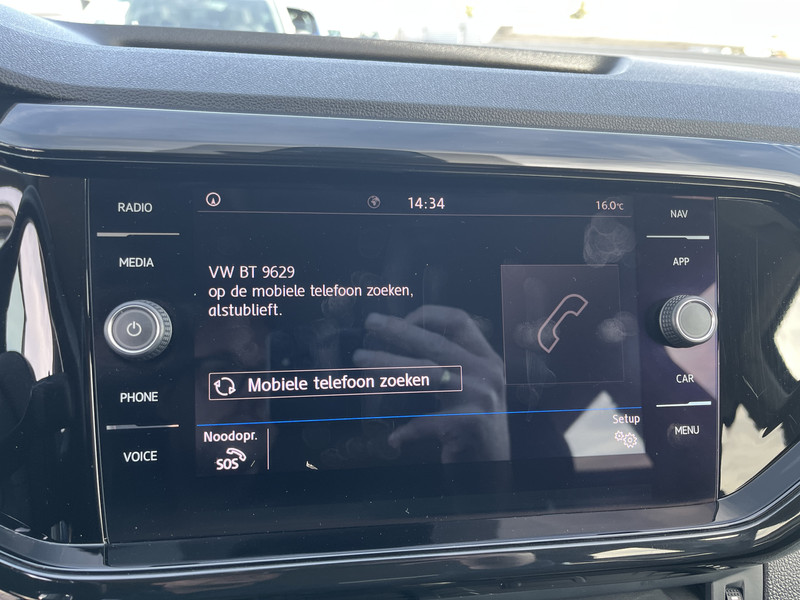 RADIO
MEDIA
PHONE
VOICE
14:34
16.0°C
VW BT 9629
op de mobiele telefoon zoeken,
alstublieft.
Mobiele telefoon zoeken
Noodopr.
SOS
Setup
NAV
APP
CAR
MENU